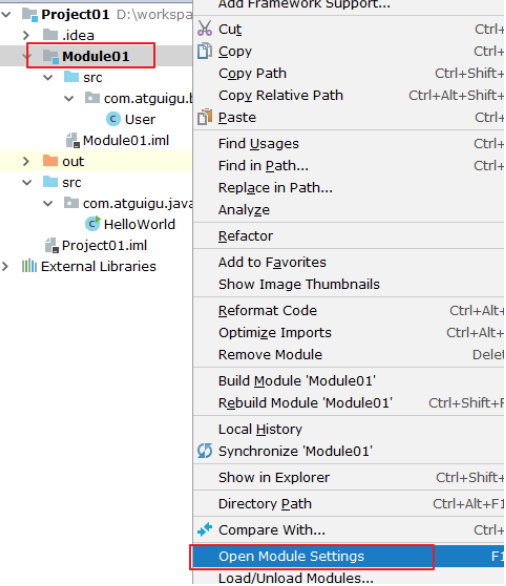 Project01 D:\workspa
.idea
Module01
src
com.atguigu.b
User
Module01.iml
out
src
com.atguigu.java
HelloWorld
Project01.iml
External Libraries
Add Framework Support...
Cut Ctrl+
Copy Ctrl+
Copy Path Ctrl+Shift+
Copy Relative Path Ctrl+Alt+Shift+
Paste Ctrl+
Find Usages Ctrl+
Find in Path... Ctrl+
Replace in Path...
Analyze
Refactor
Add to Favorites
Show Image Thumbnails
Reformat Code Ctrl+Alt+
Optimize Imports Ctrl+Alt+
Remove Module Delet
Build Module 'Module01'
Rebuild Module 'Module01' Ctrl+Shift+F
Local History
Synchronize 'Module01'
Show in Explorer Ctrl+Shift+
Directory Path Ctrl+Alt+F1
Compare With... Ctrl+
Open Module Settings F1
Load/Unload Modules...